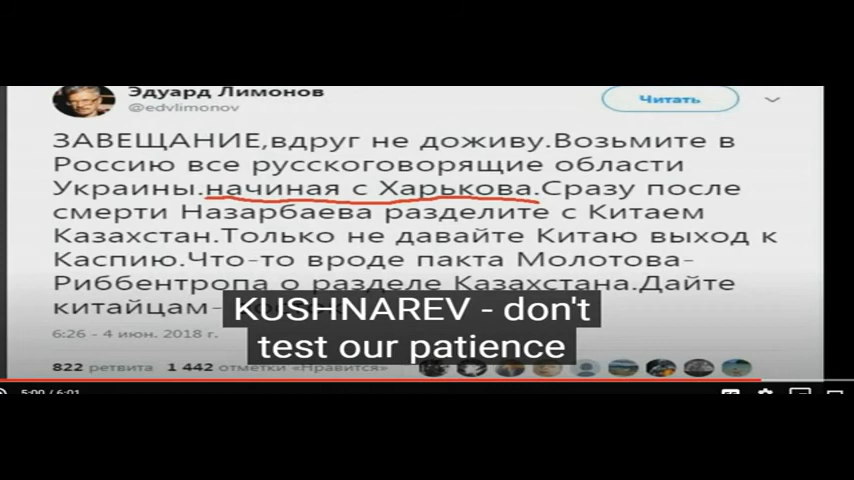 Эдуард Лимонов
@edvlimonov
Читать
ЗАВЕЩАНИЕ,вдруг не доживу.Возьмите в
Россию все русскоговорящие области
Украины.начиная с Харькова.Сразу после
смерти Назарбаева разделите с Китаем
Казахстан.Только не давайте Китаю выход к
Каспию.Что-то вроде пакта Молотова-
Риббентропа о разделе Казахстана.Дайте
китайцам-
KUSHNAREV - don't
test our patience
6:26 - 4 июн. 2018 г.
822 ретвита 1 442 отметки «Нравится»
5:00 / 6:01